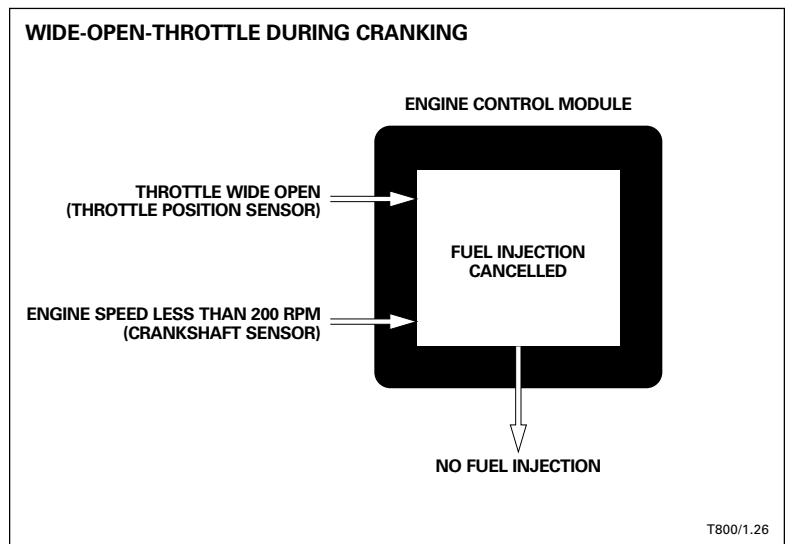 WIDE-OPEN-THROTTLE DURING CRANKING
ENGINE CONTROL MODULE
THROTTLE WIDE OPEN
(THROTTLE POSITION SENSOR)
FUEL INJECTION
CANCELLED
ENGINE SPEED LESS THAN 200 RPM
(CRANKSHAFT SENSOR)
NO FUEL INJECTION
T800/1.26